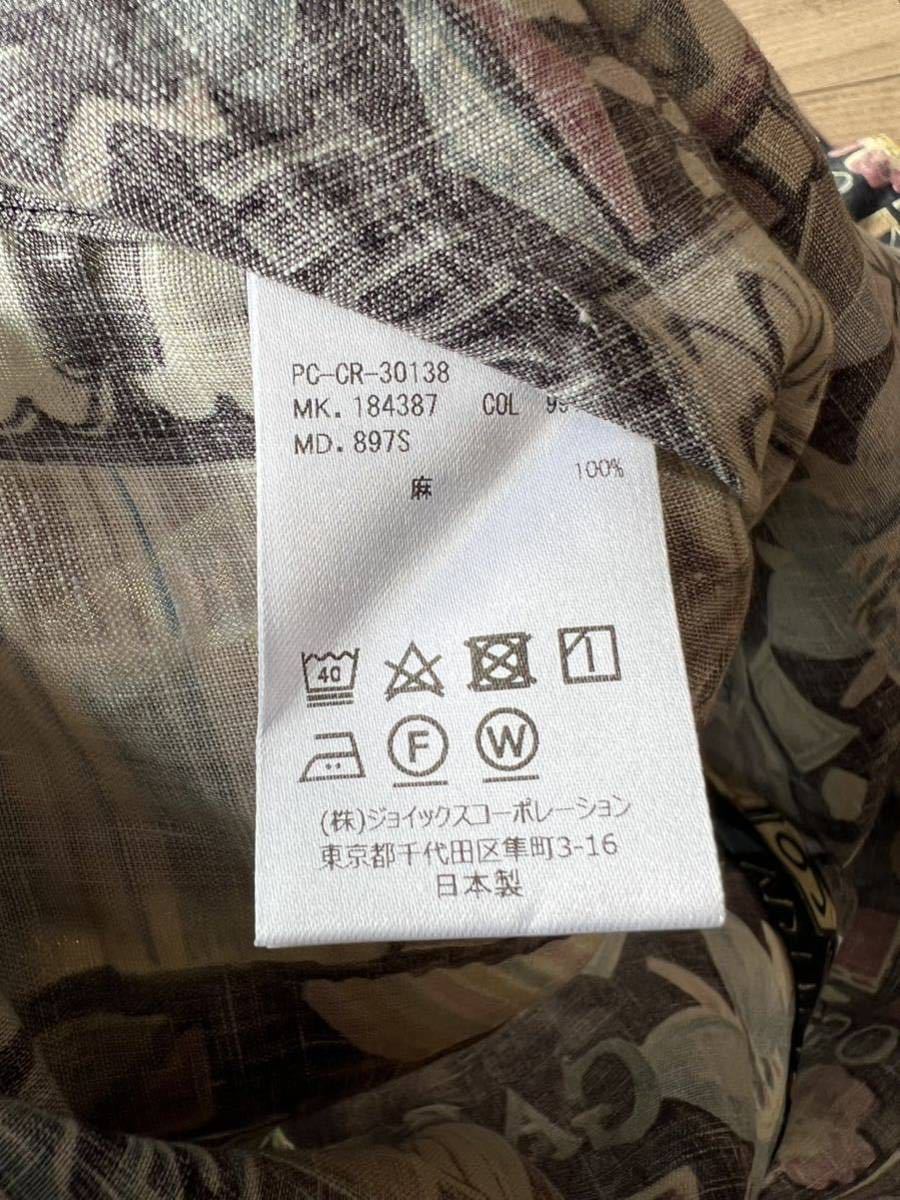 PC-CR-30138
MK. 184387 COL 99
MD. 897S
麻 100%
40
F W
(株)ジョイックスコーポレーション
東京都千代田区隼町3-16
日本製